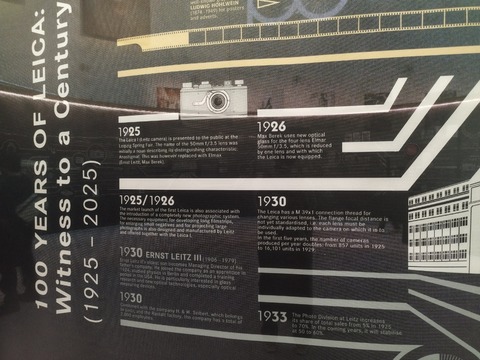 100 YEARS OF LEICA:
Witness to a Century
(1925 – 2025)
LUDWIG HOHLWEIN
(1874 - 1949) for posters
and adverts.
1925
The Leica I (Leitz camera) is presented to the public at the
Leipzig Spring Fair. The name of the 50mm f/3.5 lens was
initially a noun describing its distinguishing characteristic:
Anastigmat. This was however replaced with Elmax
(Ernst Leitz, Max Berek).
1926
Max Berek uses new optical
glass for the four lens Elmar
50mm f/3.5, which is reduced
by one lens and with which
the Leica is now equipped.
1925/1926
The market launch of the first Leica is also associated with
the introduction of a completely new photographic system.
The necessary equipment for developing long filmstrips,
for enlarging small negatives and for projecting large
photographs is also designed and manufactured by Leitz
and offered together with the Leica I.
1930
The Leica has a M 39x1 connection thread for
changing various lenses. The flange focal distance is
not yet standardised, i.e. each lens must be
individually adapted to the camera on which it is to
be used.
In the first five years, the number of cameras
produced per year doubles: from 857 units in 1925
to 16,101 units in 1929.
1930 ERNST LEITZ III (1906 - 1979)
1930
1933
The Photo Division at Leitz increases
its share of total sales from 5% in 1925
to 70%. In the coming years, it will stabilise
at 50 to 60%.